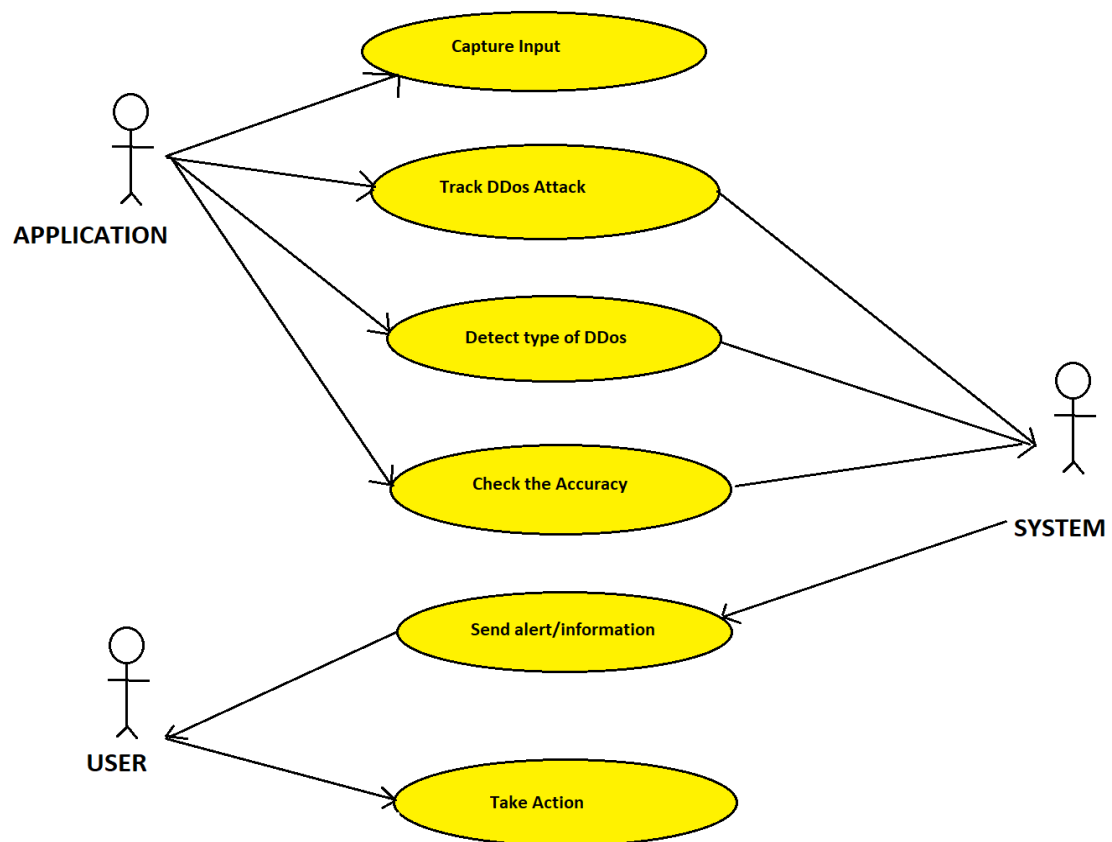 Capture Input
Track DDos Attack
APPLICATION
Detect type of DDos
Check the Accuracy
SYSTEM
Send alert/information
USER
Take Action